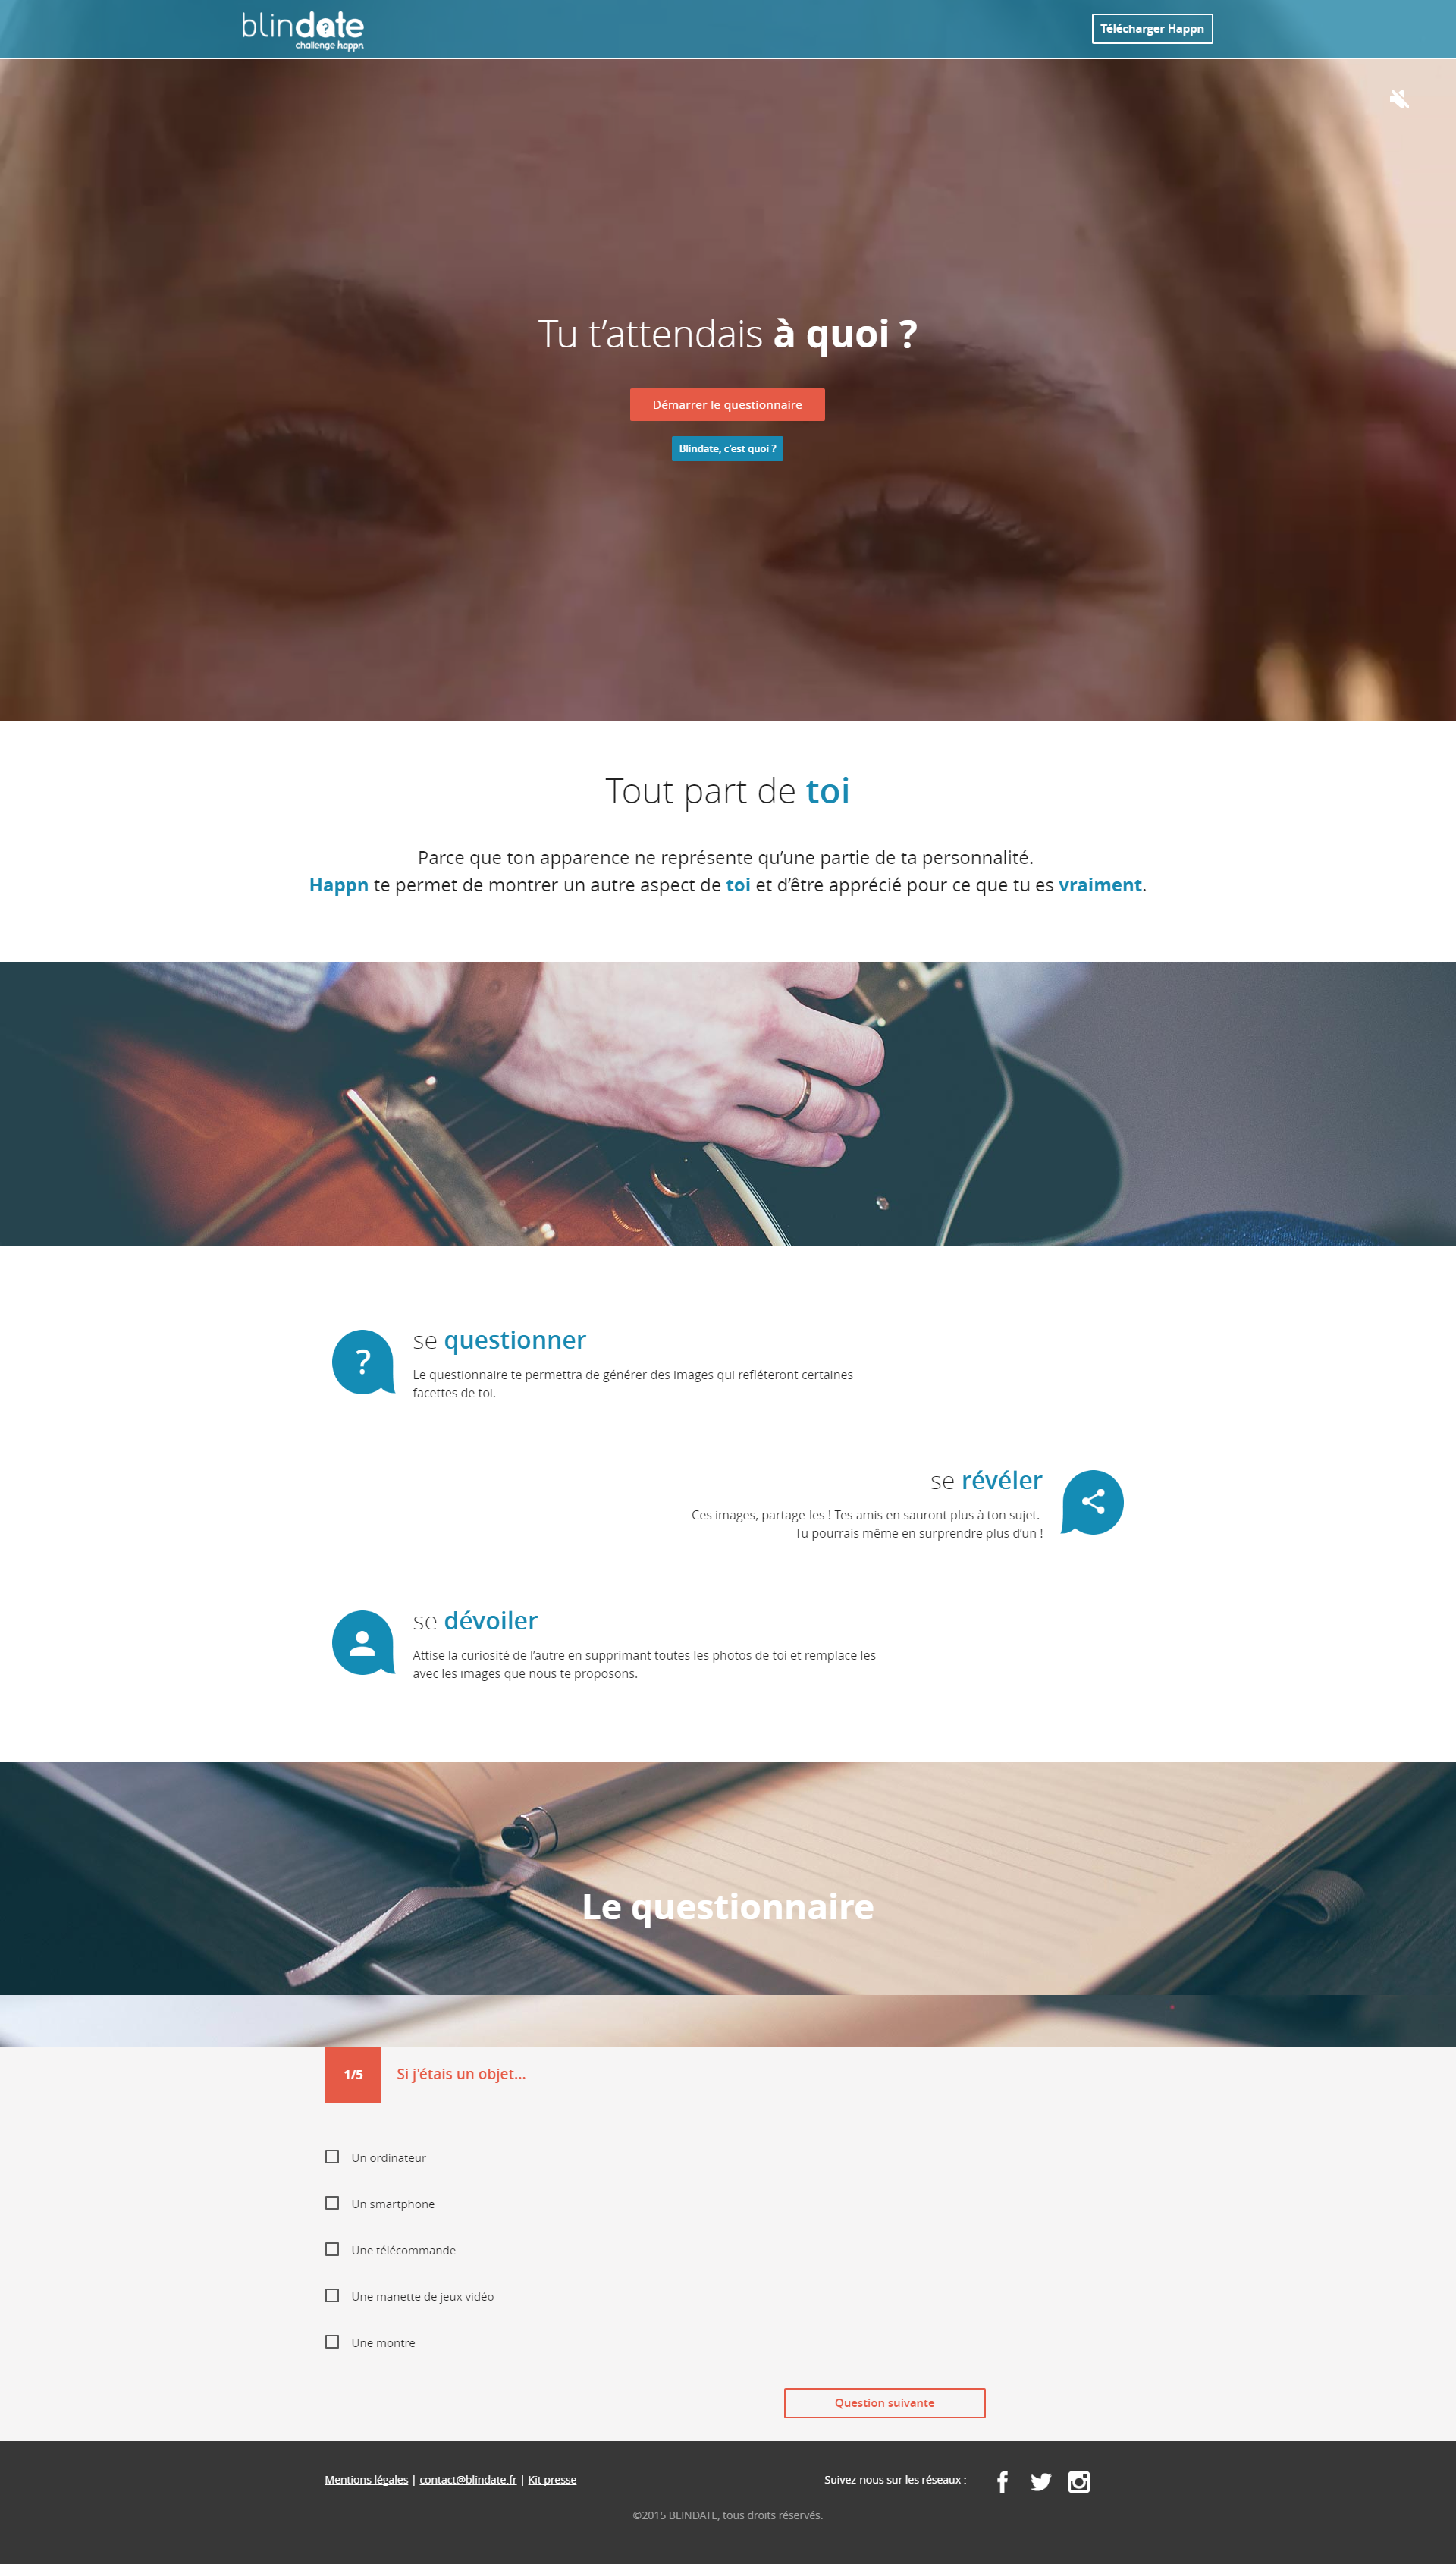 blindate
challenge happn
Télécharger Happn
Tu t’attendais à quoi ?
Démarrer le questionnaire
Blindate, c'est quoi ?
Tout part de toi
Parce que ton apparence ne représente qu’une partie de ta personnalité.
Happn te permet de montrer un autre aspect de toi et d’être apprécié pour ce que tu es vraiment.
?
se questionner
Le questionnaire te permettra de générer des images qui refléteront certaines
facettes de toi.
se révéler
Ces images, partage-les ! Tes amis en sauront plus à ton sujet.
Tu pourrais même en surprendre plus d’un !
se dévoiler
Attise la curiosité de l’autre en supprimant toutes les photos de toi et remplace les
avec les images que nous te proposons.
Le questionnaire
*
1/5
Si j'étais un objet...
Un ordinateur
Un smartphone
Une télécommande
Une manette de jeux vidéo
Une montre
Question suivante
Mentions légales | contact@blindate.fr | Kit presse
Suivez-nous sur les réseaux :
©2015 BLINDATE, tous droits réservés.